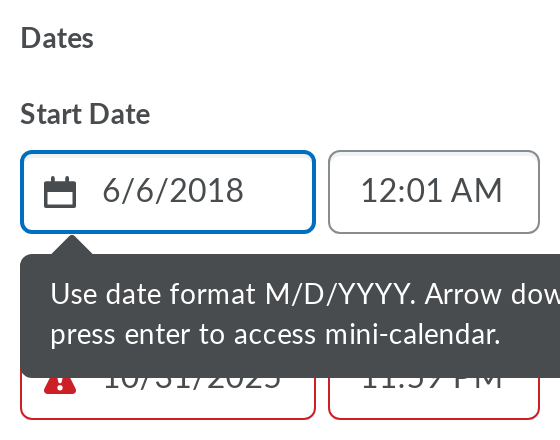 Dates
Start Date
6/6/2018 12:01 AM
Use date format M/D/YYYY. Arrow dow
press enter to access mini-calendar.
10/31/2025 11:59 PM